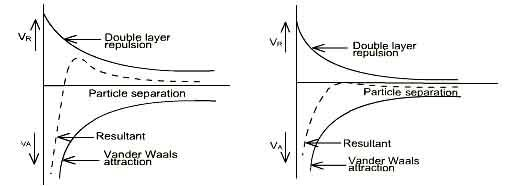 VR
Double layer
repulsion
Particle separation
VA
Resultant
Vander Waals
attraction
VR
Double layer
repulsion
Particle separation
VA
Resultant
Vander Waals
attraction